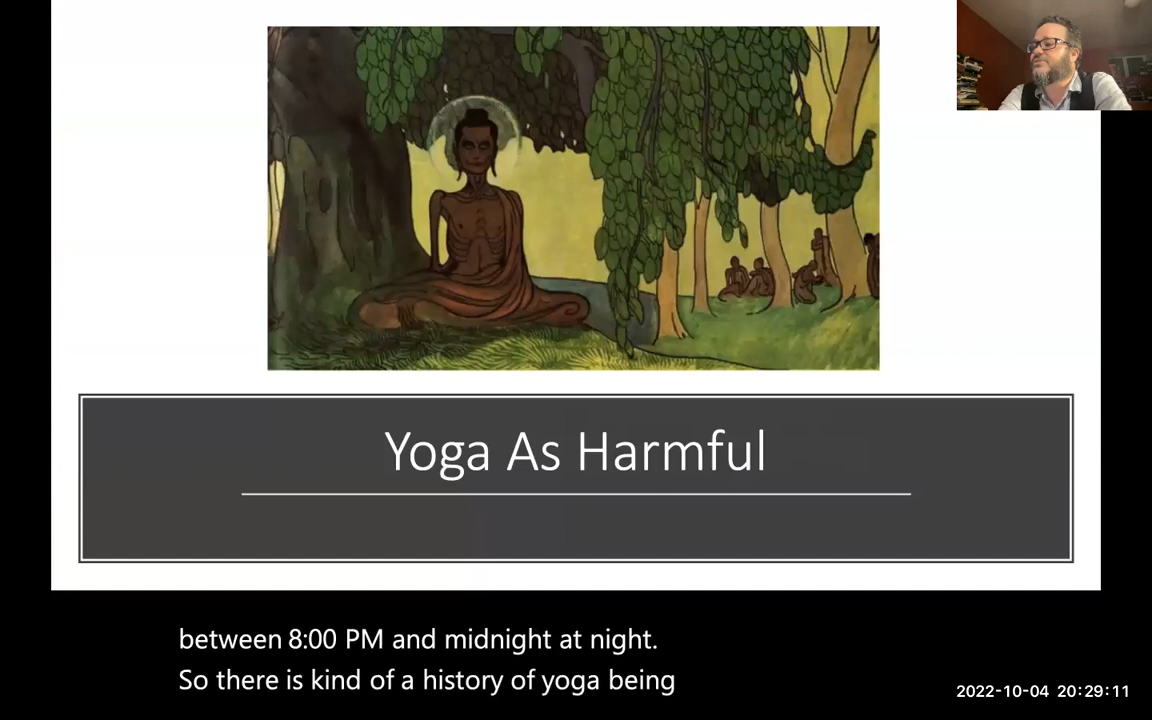 Yoga As Harmful
between 8:00 PM and midnight at night.
So there is kind of a history of yoga being
2022-10-04 20:29:11